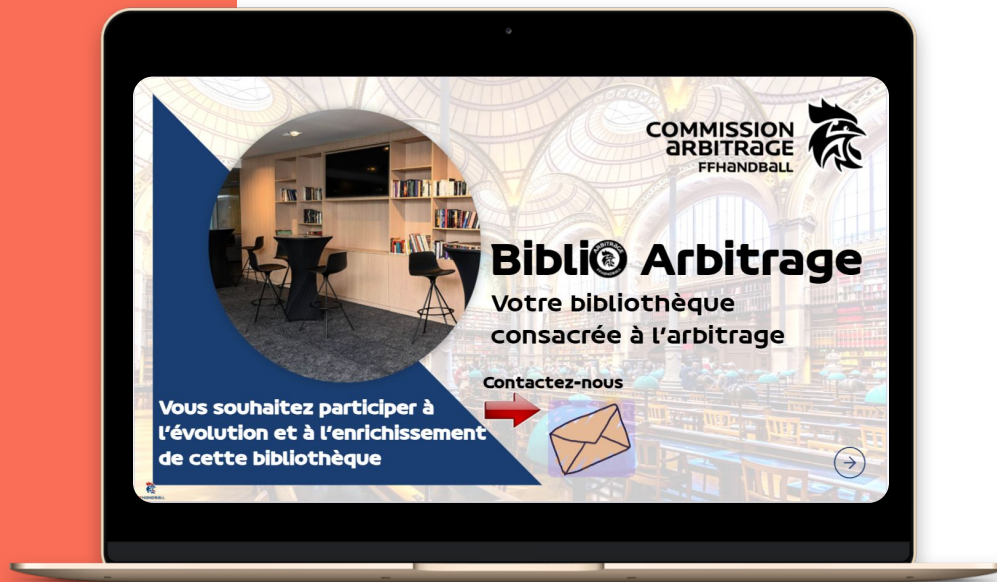 COMMISSION
ARBITRAGE
FFHANDBALL
Biblio Arbitrage
Votre bibliothèque
consacrée à l'arbitrage
Contactez-nous
Vous souhaitez participer à
l'évolution et à l'enrichissement
de cette bibliothèque